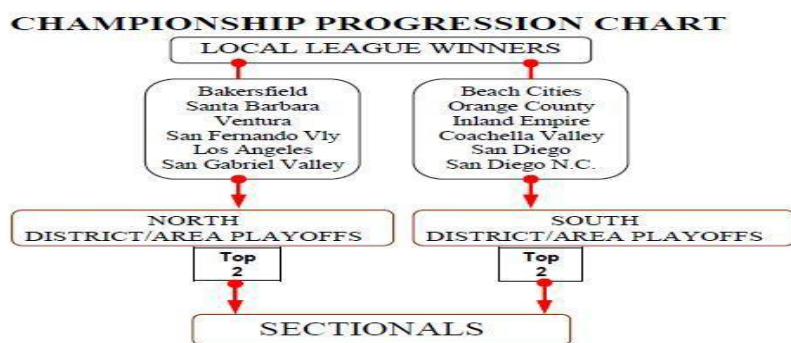 CHAMPIONSHIP PROGRESSION CHART
LOCAL LEAGUE WINNERS
Bakersfield
Santa Barbara
Ventura
San Fernando Vly
Los Angeles
San Gabriel Valley
Beach Cities
Orange County
Inland Empire
Coachella Valley
San Diego
San Diego N.C.
NORTH
DISTRICT/AREA PLAYOFFS
SOUTH
DISTRICT/AREA PLAYOFFS
Top
2
Top
2
SECTIONALS